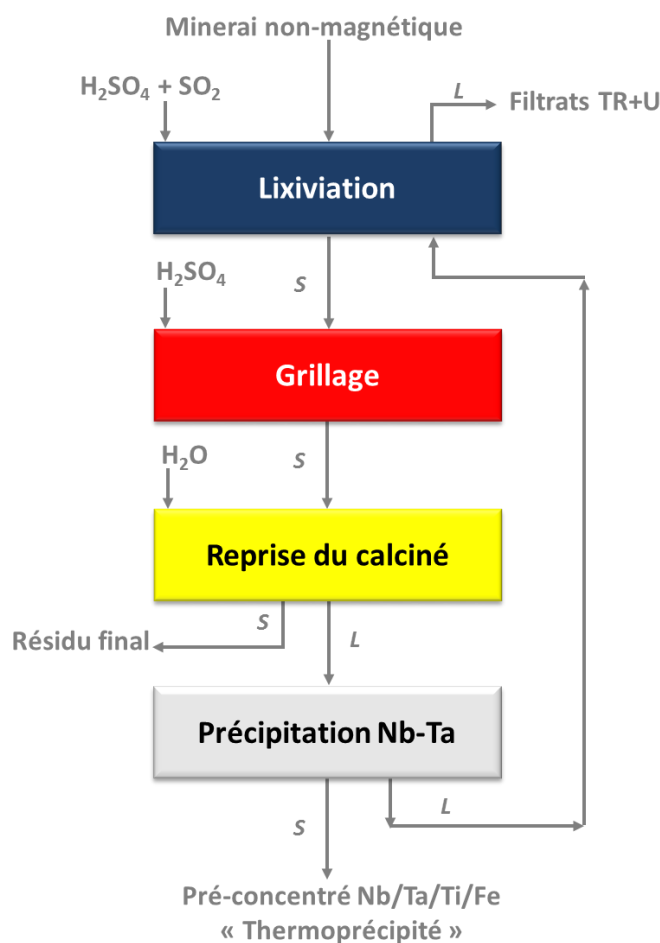 Minerai non-magnétique
H₂SO₄ + SO₂
L
Filtrats TR+U
Lixiviation
H₂SO₄
S
Grillage
H₂O
S
Reprise du calciné
S
Résidu final
L
Précipitation Nb-Ta
S
L
Pré-concentré Nb/Ta/Ti/Fe
« Thermoprécipité »